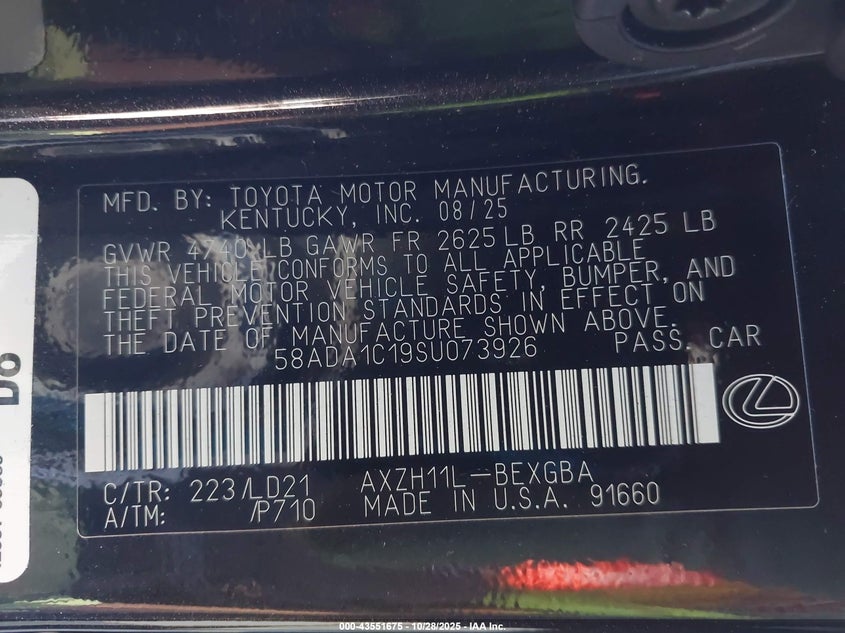 MFD. BY: TOYOTA MOTOR MANUFACTURING.
KENTUCKY, INC. 08/25
GVWR 4740 LB GAWR FR 2625 LB RR 2425 LB
THIS VEHICLE CONFORMS TO ALL APPLICABLE
FEDERAL MOTOR VEHICLE SAFETY, BUMPER, AND
THEFT PREVENTION STANDARDS IN EFFECT ON
THE DATE OF MANUFACTURE SHOWN ABOVE.
58ADA1C19SU073926 PASS. CAR
C/TR: 223/LD21 AXZH11L-BEXGBA
A/TM: /P710 MADE IN U.S.A. 91660
000-43551675 - 10/28/2025 - IAA Inc.